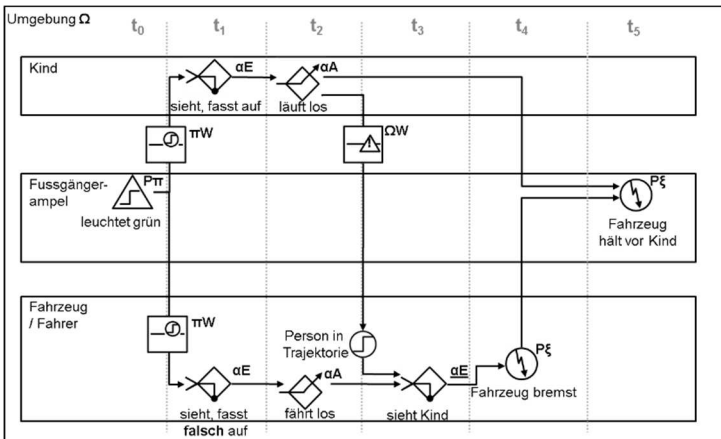 Umgebung Ω
t0 t1 t2 t3 t4 t5
Kind
αE
αA
sieht, fasst auf
läuft los
πW
ΩW
Fussgänger-
ampel
Pπ
leuchtet grün
Pξ
Fahrzeug
hält vor Kind
Fahrzeug
/ Fahrer
πW
Person in
Trajektorie
αE
αA
αE
Pξ
sieht, fasst
falsch auf
fährt los
sieht Kind
Fahrzeug bremst